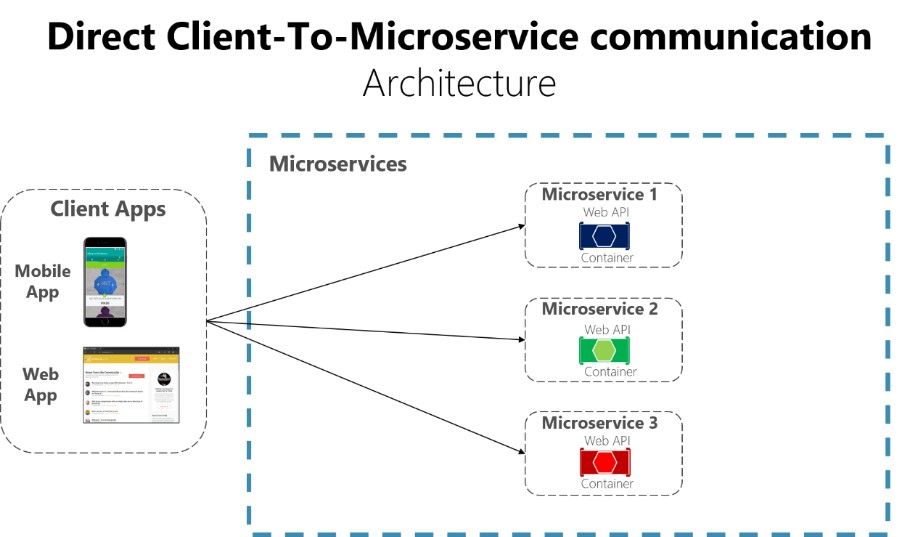 Direct Client-To-Microservice communication
Architecture
Microservices
Client Apps
Mobile
App
Web
App
Microservice 1
Web API
Container
Microservice 2
Web API
Container
Microservice 3
Web API
Container